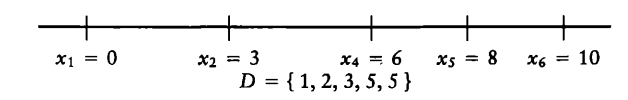 x₁ = 0 x₂ = 3 x₄ = 6 x₅ = 8 x₆ = 10
D = { 1, 2, 3, 5, 5 }